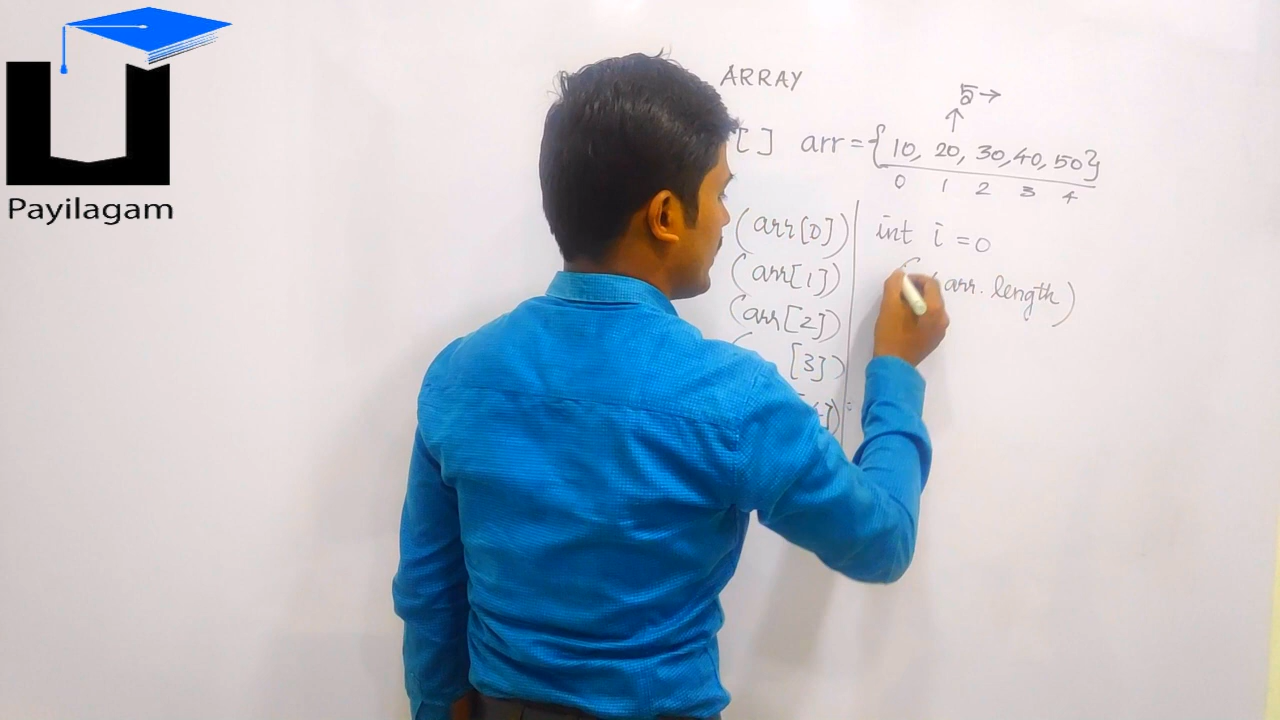 Payilagam
ARRAY
5→
[ ] arr = {10, 20, 30, 40, 50}
0 1 2 3 4
(arr[0])
(arr[1])
(arr[2])
( [3])
int i = 0
(arr.length)